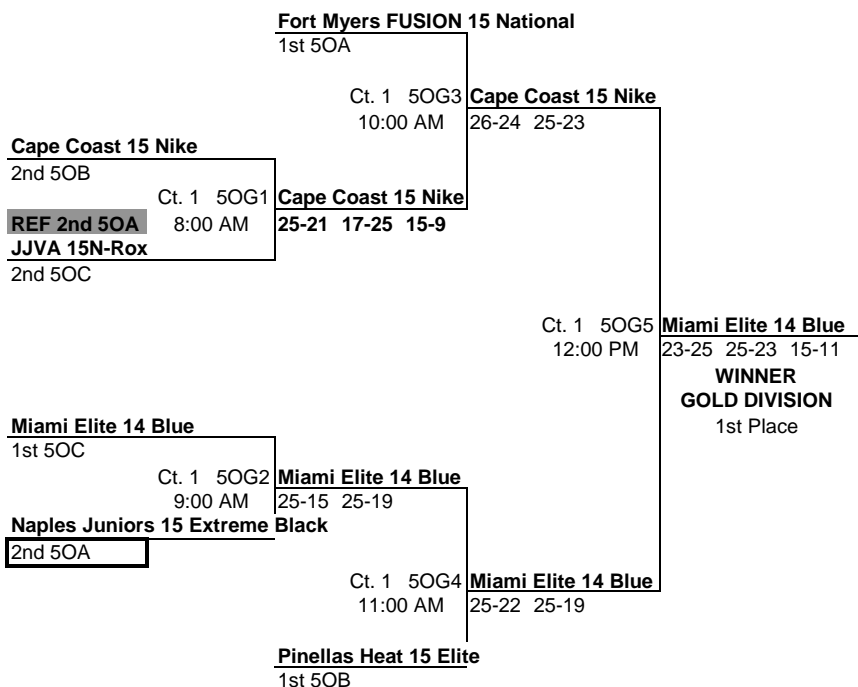 Fort Myers FUSION 15 National
1st 5OA
Ct. 1 5OG3 Cape Coast 15 Nike
10:00 AM 26-24 25-23
Cape Coast 15 Nike
2nd 5OB
Ct. 1 5OG1 Cape Coast 15 Nike
REF 2nd 5OA 8:00 AM 25-21 17-25 15-9
JJVA 15N-Rox
2nd 5OC
Ct. 1 5OG5 Miami Elite 14 Blue
12:00 PM 23-25 25-23 15-11
WINNER
GOLD DIVISION
Miami Elite 14 Blue 1st Place
1st 5OC
Ct. 1 5OG2 Miami Elite 14 Blue
9:00 AM 25-15 25-19
Naples Juniors 15 Extreme Black
2nd 5OA
Ct. 1 5OG4 Miami Elite 14 Blue
11:00 AM 25-22 25-19
Pinellas Heat 15 Elite
1st 5OB